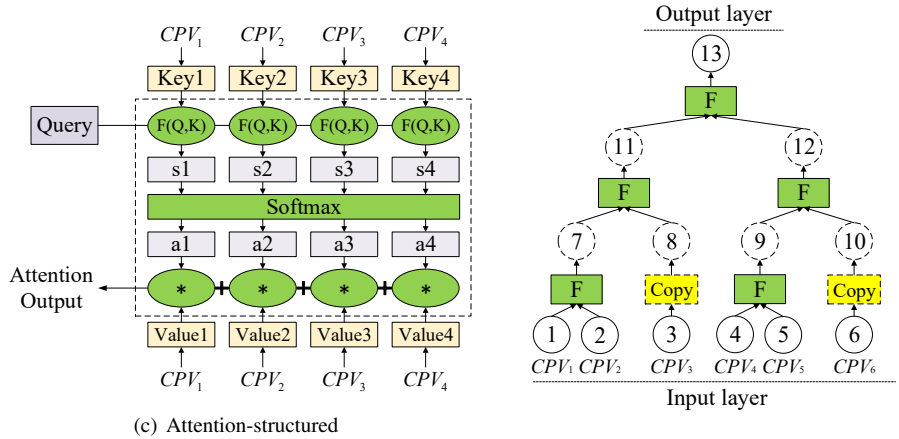 CPV1 CPV2 CPV3 CPV4
Key1 Key2 Key3 Key4
Query F(Q,K) F(Q,K) F(Q,K) F(Q,K)
s1 s2 s3 s4
Softmax
a1 a2 a3 a4
Attention
Output
* + * + * + *
Value1 Value2 Value3 Value4
CPV1 CPV2 CPV3 CPV4
(c) Attention-structured
Output layer
13
F
11 12
F F
7 8 9 10
F Copy F Copy
1 2 3 4 5 6
CPV1 CPV2 CPV3 CPV4 CPV5 CPV6
Input layer